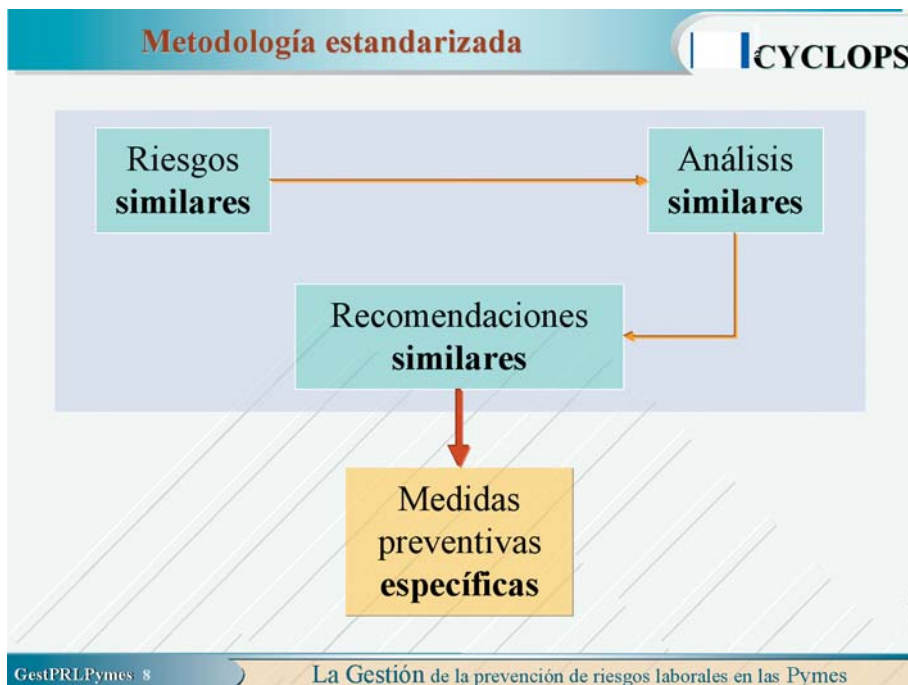 Metodología estandarizada
CYCLOPS
Riesgos
similares
Análisis
similares
Recomendaciones
similares
Medidas
preventivas
específicas
GestPRLPymes 8
La Gestión de la prevención de riesgos laborales en las Pymes